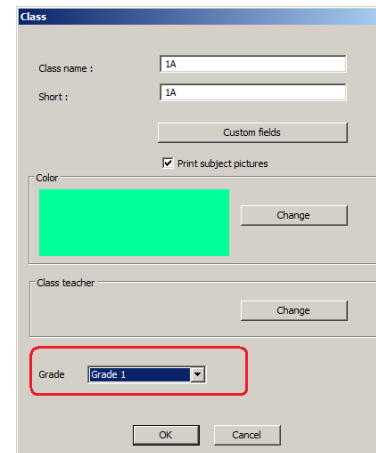 Class
Class name : 1A
Short : 1A
Custom fields
Print subject pictures
Color
Change
Class teacher
Change
Grade Grade 1
OK Cancel